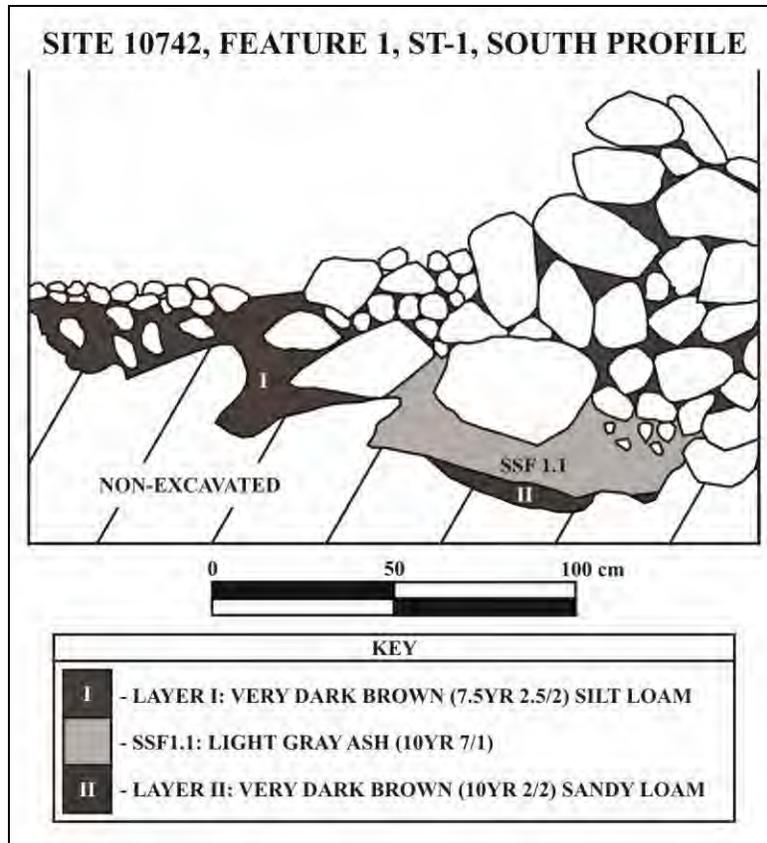 SITE 10742, FEATURE 1, ST-1, SOUTH PROFILE
I
SSF 1.1
NON-EXCAVATED
II
0 50 100 cm
KEY
I - LAYER I: VERY DARK BROWN (7.5YR 2.5/2) SILT LOAM
- SSF1.1: LIGHT GRAY ASH (10YR 7/1)
II - LAYER II: VERY DARK BROWN (10YR 2/2) SANDY LOAM